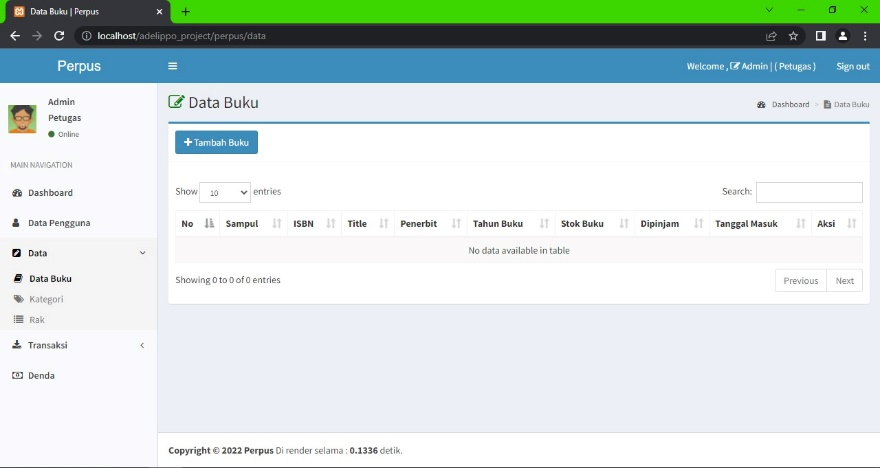 Data Buku | Perpus
localhost/adelippo_project/perpus/data
Perpus
Welcome , Admin | ( Petugas )
Sign out
Admin
Petugas
Online
MAIN NAVIGATION
Dashboard
Data Pengguna
Data
Data Buku
Kategori
Rak
Transaksi
Denda
Data Buku
Dashboard > Data Buku
+ Tambah Buku
Show 10 entries
Search:
No Sampul ISBN Title Penerbit Tahun Buku Stok Buku Dipinjam Tanggal Masuk Aksi
No data available in table
Showing 0 to 0 of 0 entries
Previous Next
Copyright © 2022 Perpus Di render selama : 0.1336 detik.